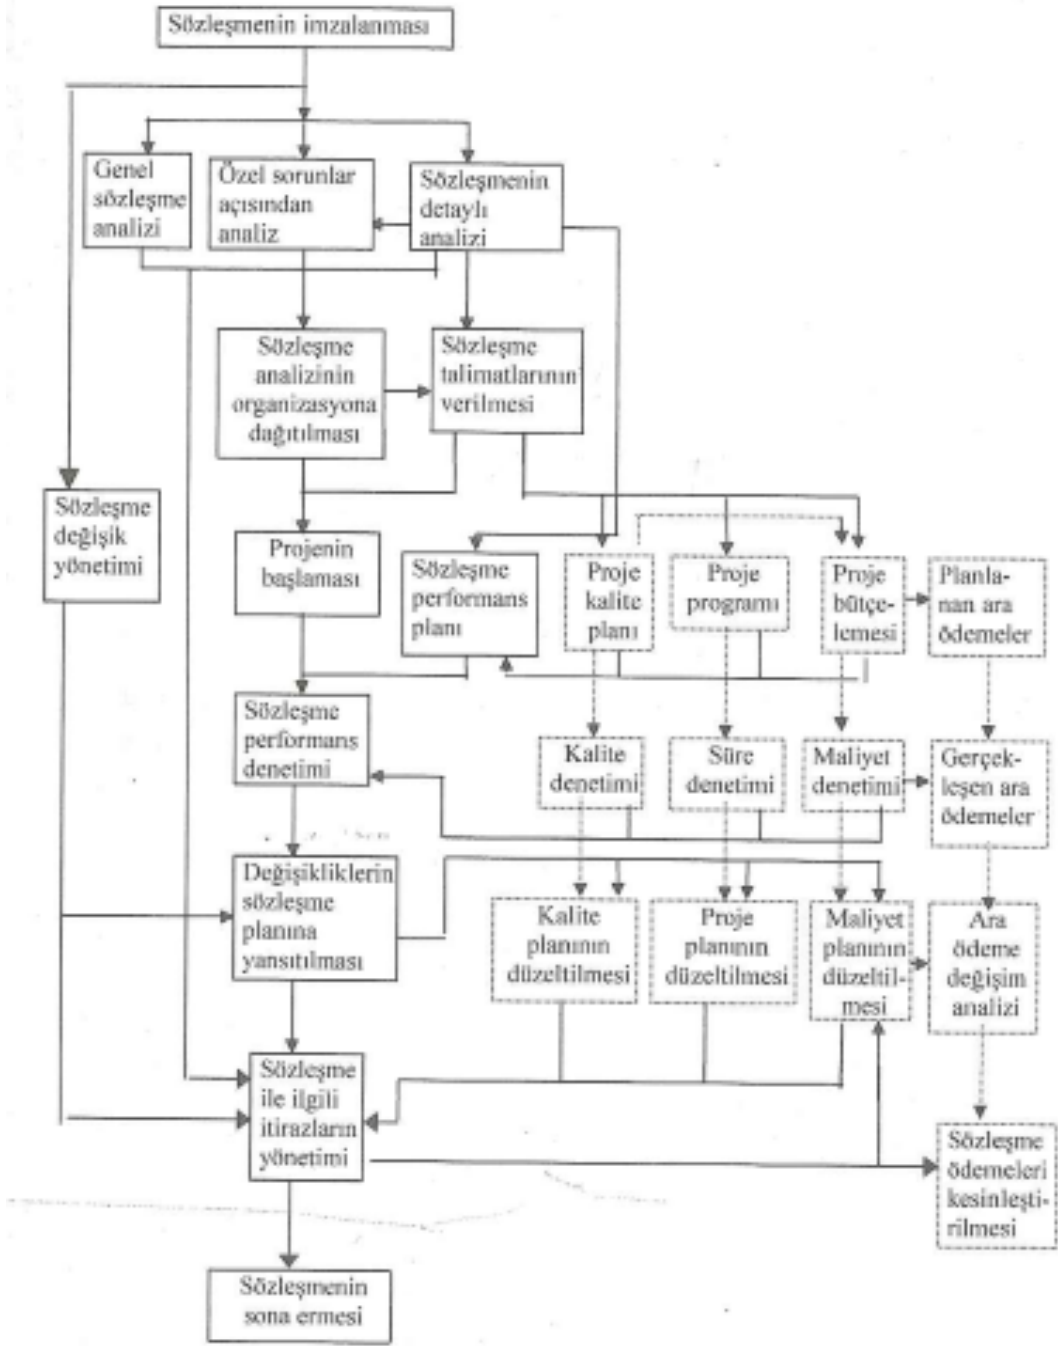 Sözleşmenin imzalanması
Genel
sözleşme
analizi
Özel sorunlar
açısından
analiz
Sözleşmenin
detaylı
analizi
Sözleşme
analizinin
organizasyona
dağıtılması
Sözleşme
talimatlarının
verilmesi
Sözleşme
değişik
yönetimi
Projenin
başlaması
Sözleşme
performans
planı
Proje
kalite
planı
Proje
programı
Proje
bütçe-
lemesi
Planla-
nan ara
ödemeler
Sözleşme
performans
denetimi
Kalite
denetimi
Süre
denetimi
Maliyet
denetimi
Gerçek-
leşen ara
ödemeler
Değişikliklerin
sözleşme
planına
yansıtılması
Kalite
planının
düzeltilmesi
Proje
planının
düzeltilmesi
Maliyet
planının
düzeltil-
mesi
Ara
ödeme
değişim
analizi
Sözleşme
ile ilgili
itirazların
yönetimi
Sözleşme
ödemeleri
kesinleşti-
rilmesi
Sözleşmenin
sona ermesi